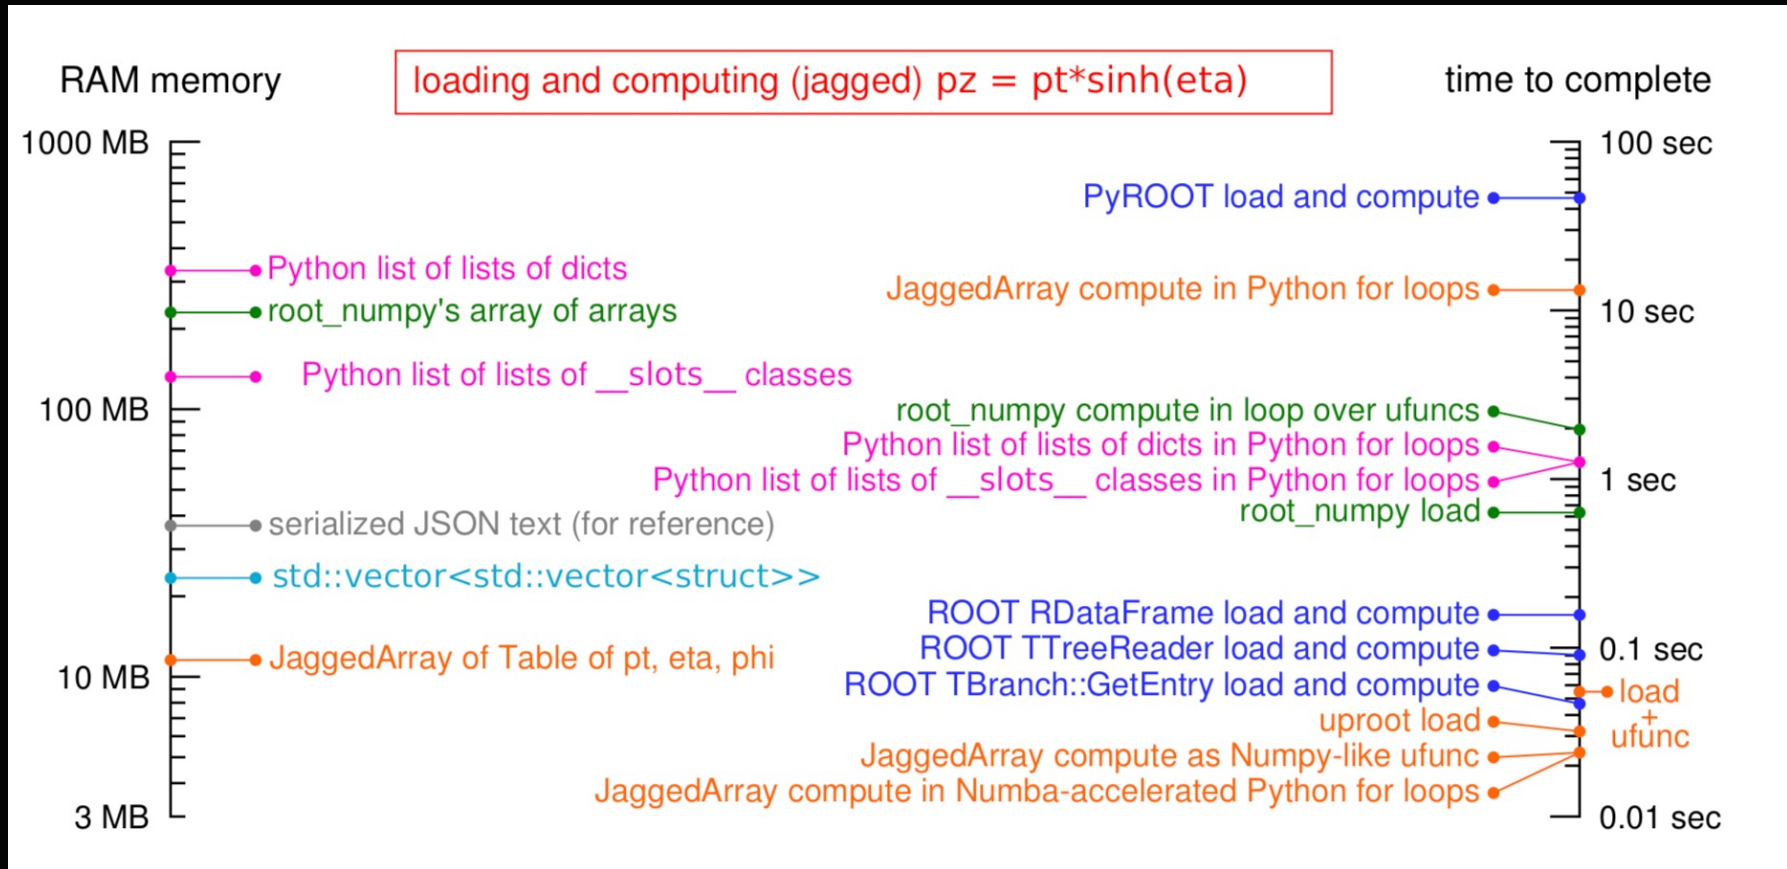 RAM memory
loading and computing (jagged) pz = pt*sinh(eta)
time to complete
1000 MB
Python list of lists of dicts
root_numpy's array of arrays
Python list of lists of __slots__ classes
100 MB
serialized JSON text (for reference)
std::vector<std::vector<struct>>
JaggedArray of Table of pt, eta, phi
10 MB
3 MB
100 sec
PyROOT load and compute
JaggedArray compute in Python for loops
10 sec
root_numpy compute in loop over ufuncs
Python list of lists of dicts in Python for loops
Python list of lists of __slots__ classes in Python for loops
1 sec
root_numpy load
ROOT RDataFrame load and compute
ROOT TTreeReader load and compute
0.1 sec
ROOT TBranch::GetEntry load and compute
load
+
ufunc
uproot load
JaggedArray compute as Numpy-like ufunc
JaggedArray compute in Numba-accelerated Python for loops
0.01 sec